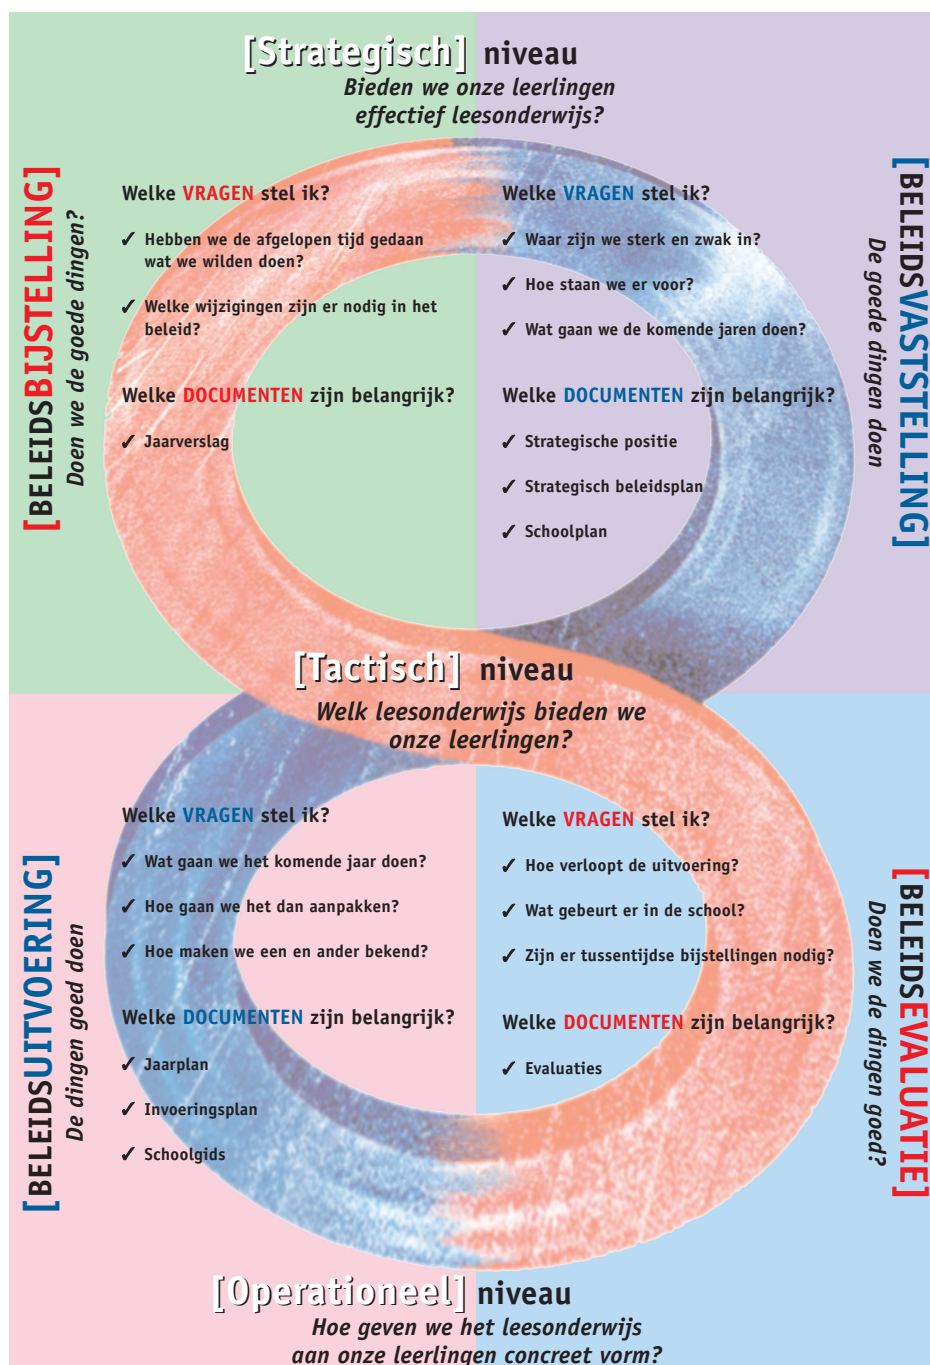 [Strategisch] niveau
Bieden we onze leerlingen
effectief leesonderwijs?
[BELEIDSBIJSTELLING]
Doen we de goede dingen?
Welke VRAGEN stel ik?
✓ Hebben we de afgelopen tijd gedaan
wat we wilden doen?
✓ Welke wijzigingen zijn er nodig in het
beleid?
Welke DOCUMENTEN zijn belangrijk?
✓ Jaarverslag
Welke VRAGEN stel ik?
✓ Waar zijn we sterk en zwak in?
✓ Hoe staan we er voor?
✓ Wat gaan we de komende jaren doen?
Welke DOCUMENTEN zijn belangrijk?
✓ Strategische positie
✓ Strategisch beleidsplan
✓ Schoolplan
[BELEIDSVASTSTELLING]
De goede dingen doen
[Tactisch] niveau
Welk leesonderwijs bieden we
onze leerlingen?
[BELEIDSUITVOERING]
De dingen goed doen
Welke VRAGEN stel ik?
✓ Wat gaan we het komende jaar doen?
✓ Hoe gaan we het dan aanpakken?
✓ Hoe maken we een en ander bekend?
Welke DOCUMENTEN zijn belangrijk?
✓ Jaarplan
✓ Invoeringsplan
✓ Schoolgids
Welke VRAGEN stel ik?
✓ Hoe verloopt de uitvoering?
✓ Wat gebeurt er in de school?
✓ Zijn er tussentijdse bijstellingen nodig?
Welke DOCUMENTEN zijn belangrijk?
✓ Evaluaties
[BELEIDSEVALUATIE]
Doen we de dingen goed?
[Operationeel] niveau
Hoe geven we het leesonderwijs
aan onze leerlingen concreet vorm?